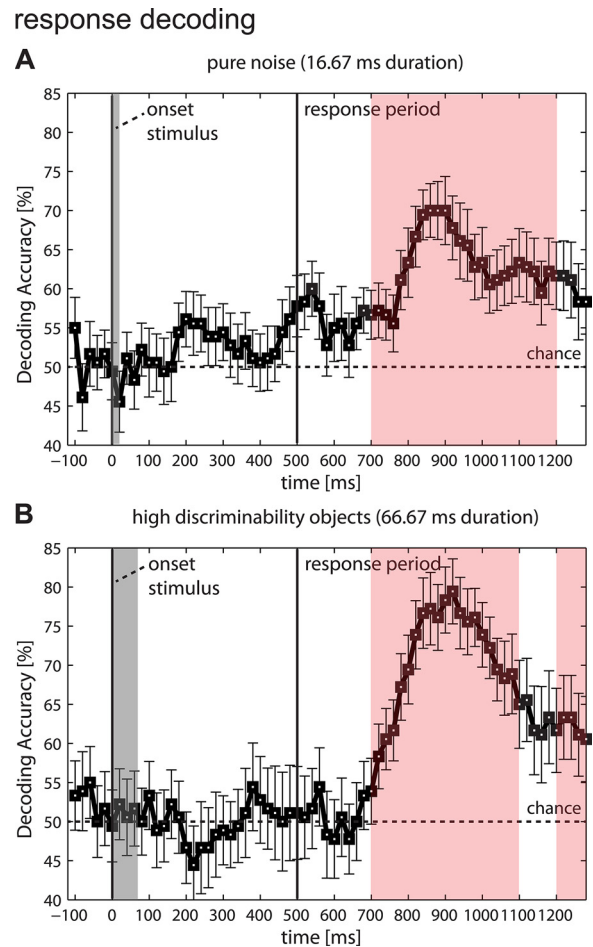 response decoding
A
pure noise (16.67 ms duration)
85
80
75
70
65
60
55
50
45
40
Decoding Accuracy [%]
onset
stimulus
response period
chance
−100 0 100 200 300 400 500 600 700 800 900 1000 1100 1200
time [ms]
B
high discriminability objects (66.67 ms duration)
85
80
75
70
65
60
55
50
45
40
Decoding Accuracy [%]
onset
stimulus
response period
chance
−100 0 100 200 300 400 500 600 700 800 900 1000 1100 1200
time [ms]